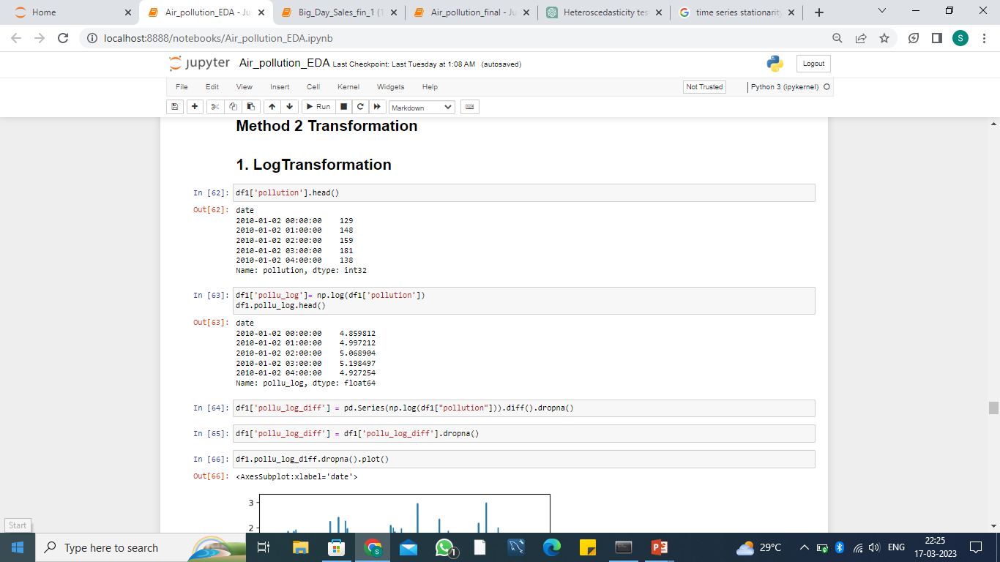 Home
Air_pollution_EDA - Ju
Big_Day_Sales_fin_1 (1
Air_pollution_final - Ju
Heteroscedasticity tes
time series stationarity
localhost:8888/notebooks/Air_pollution_EDA.ipynb
S
jupyter Air_pollution_EDA Last Checkpoint: Last Tuesday at 1:08 AM (autosaved)
Logout
File Edit View Insert Cell Kernel Widgets Help
Not Trusted
Python 3 (ipykernel)
Run
Markdown
Method 2 Transformation
1. LogTransformation
In [62]: df1['pollution'].head()
Out[62]: date
2010-01-02 00:00:00 129
2010-01-02 01:00:00 148
2010-01-02 02:00:00 159
2010-01-02 03:00:00 181
2010-01-02 04:00:00 138
Name: pollution, dtype: int32
In [63]: df1['pollu_log']= np.log(df1['pollution'])
df1.pollu_log.head()
Out[63]: date
2010-01-02 00:00:00 4.859812
2010-01-02 01:00:00 4.997212
2010-01-02 02:00:00 5.068904
2010-01-02 03:00:00 5.198497
2010-01-02 04:00:00 4.927254
Name: pollu_log, dtype: float64
In [64]: df1['pollu_log_diff'] = pd.Series(np.log(df1["pollution"])).diff().dropna()
In [65]: df1['pollu_log_diff'] = df1['pollu_log_diff'].dropna()
In [66]: df1.pollu_log_diff.dropna().plot()
Out[66]: <AxesSubplot:xlabel='date'>
3
2
Start
Type here to search
1
29°C
ENG
22:25
17-03-2023